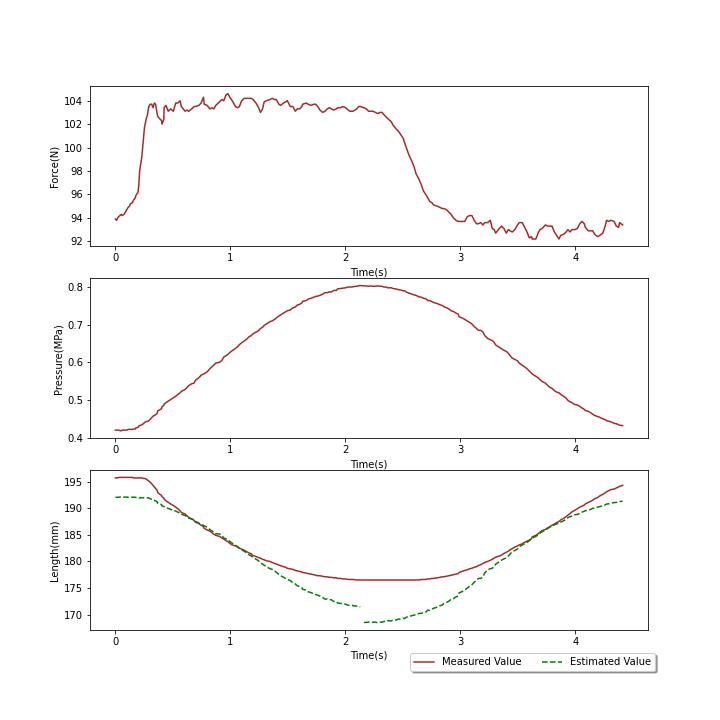 104
102
100
98
96
94
92
Force(N)
0 1 2 3 4
Time(s)
0.8
0.7
0.6
0.5
0.4
Pressure(MPa)
0 1 2 3 4
Time(s)
195
190
185
180
175
170
Length(mm)
0 1 2 3 4
Time(s)
Measured Value Estimated Value